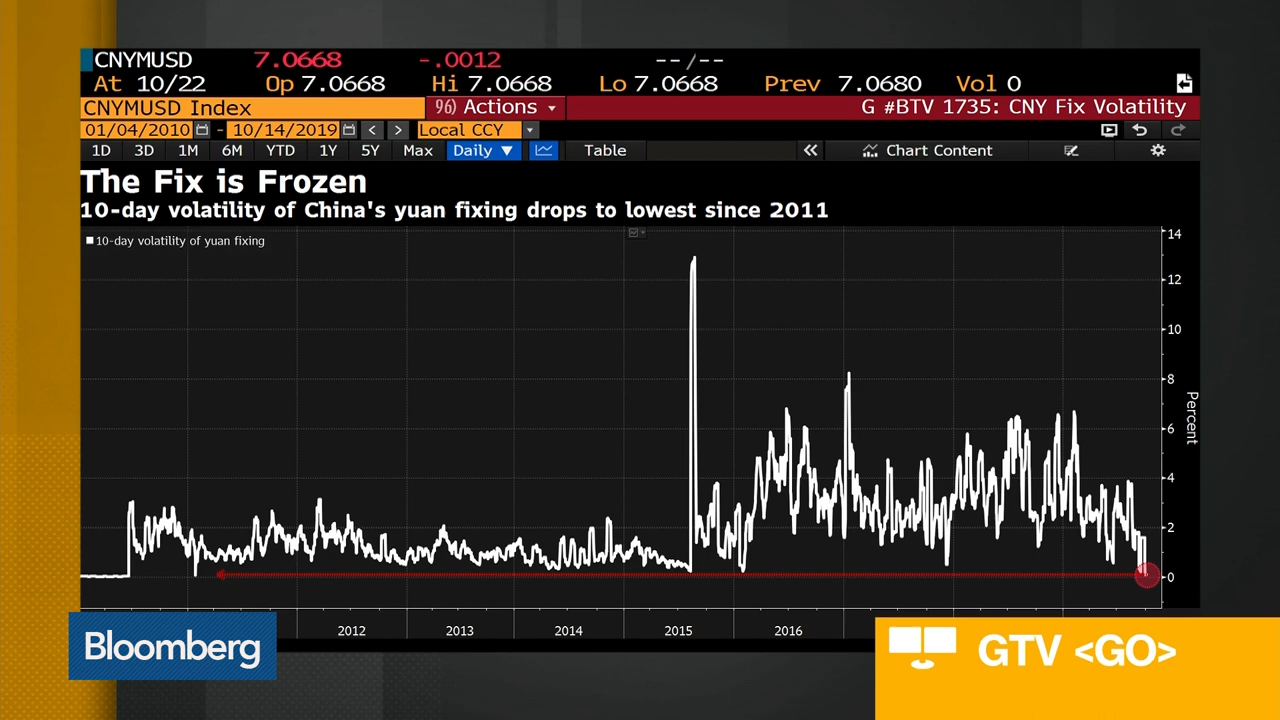 CNYMUSD 7.0668 -.0012 --/--
At 10/22 Op 7.0668 Hi 7.0668 Lo 7.0668 Prev 7.0680 Vol 0
CNYMUSD Index 96) Actions G #BTV 1735: CNY Fix Volatility
01/04/2010 - 10/14/2019 < > Local CCY
1D 3D 1M 6M YTD 1Y 5Y Max Daily ▼ Table « Chart Content
The Fix is Frozen
10-day volatility of China's yuan fixing drops to lowest since 2011
10-day volatility of yuan fixing
14
12
10
8
6
4
2
0
Percent
2012 2013 2014 2015 2016
Bloomberg
GTV <GO>